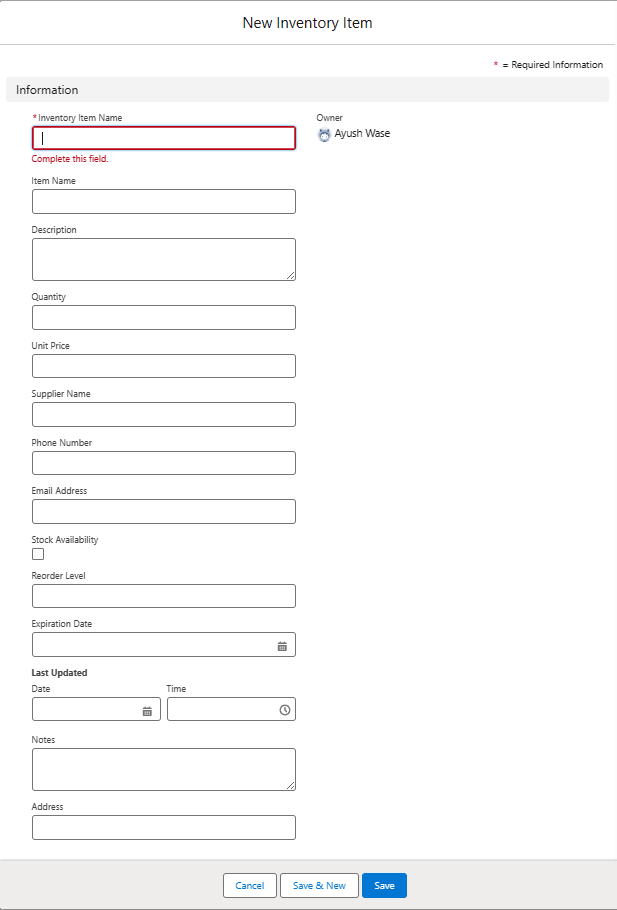 New Inventory Item
* = Required Information
Information
*Inventory Item Name
Owner
Ayush Wase
Complete this field.
Item Name
Description
Quantity
Unit Price
Supplier Name
Phone Number
Email Address
Stock Availability
Reorder Level
Expiration Date
Last Updated
Date Time
Notes
Address
Cancel Save & New Save